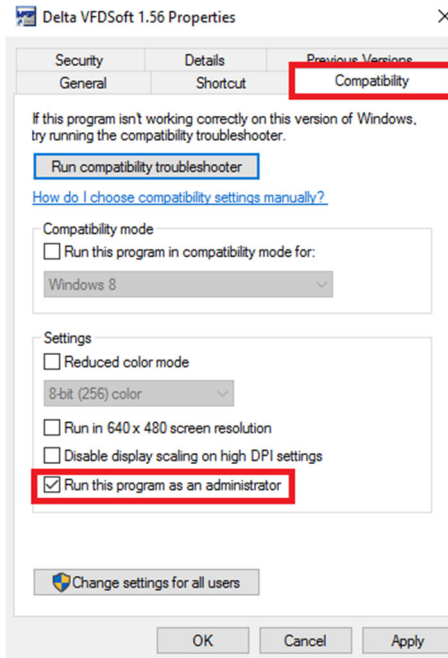 Delta VFDSoft 1.56 Properties
Security Details Previous Versions
General Shortcut Compatibility
If this program isn't working correctly on this version of Windows,
try running the compatibility troubleshooter.
Run compatibility troubleshooter
How do I choose compatibility settings manually?
Compatibility mode
Run this program in compatibility mode for:
Windows 8
Settings
Reduced color mode
8-bit (256) color
Run in 640 x 480 screen resolution
Disable display scaling on high DPI settings
Run this program as an administrator
Change settings for all users
OK Cancel Apply